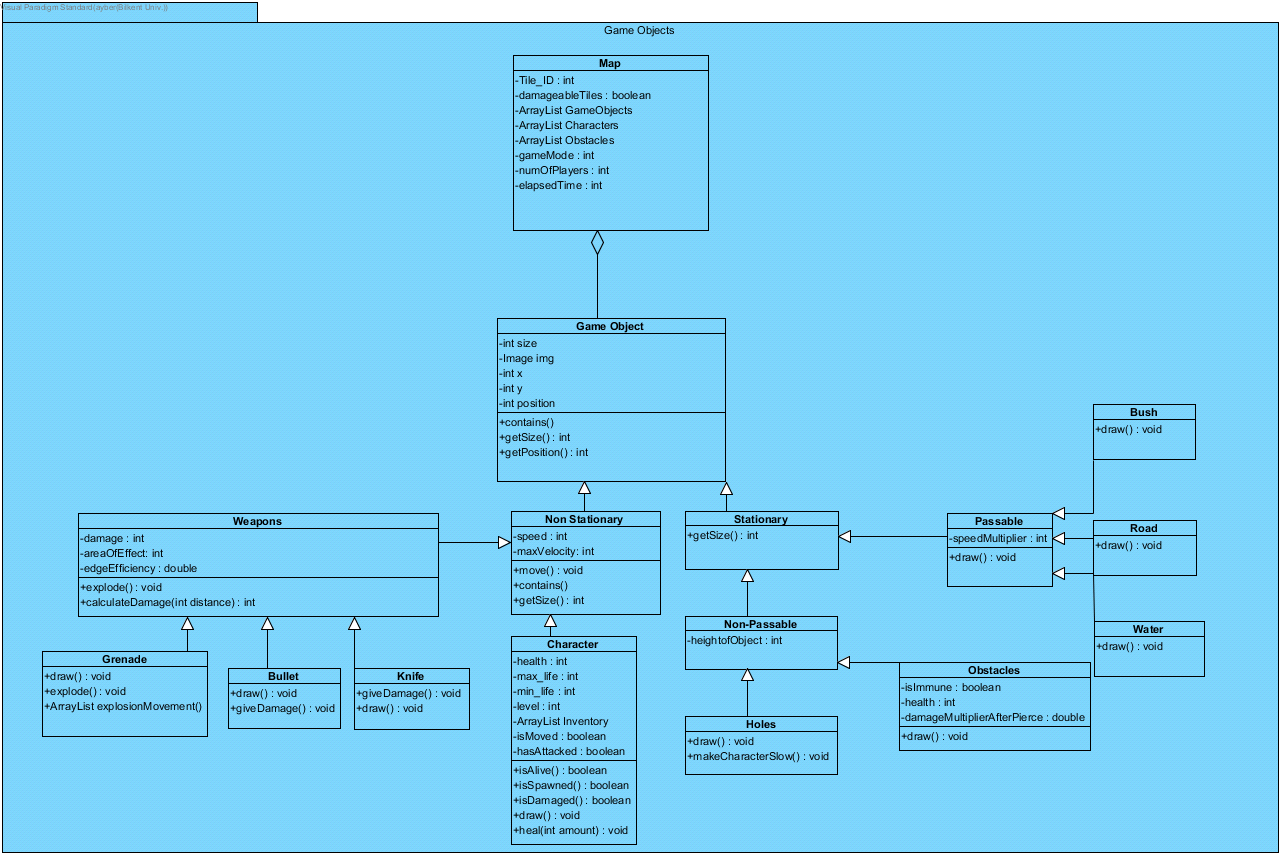 Visual Paradigm Standard(ayber(Bilkent Univ.))
Game Objects
Map
-Tile_ID : int
-damageableTiles : boolean
-ArrayList GameObjects
-ArrayList Characters
-ArrayList Obstacles
-gameMode : int
-numOfPlayers : int
-elapsedTime : int
Game Object
-int size
-Image img
-int x
-int y
-int position
+contains()
+getSize() : int
+getPosition() : int
Bush
+draw() : void
Weapons
-damage : int
-areaOfEffect: int
-edgeEfficiency : double
+explode() : void
+calculateDamage(int distance) : int
Non Stationary
-speed : int
-maxVelocity: int
+move() : void
+contains()
+getSize() : int
Stationary
+getSize() : int
Passable
-speedMultiplier : int
+draw() : void
Road
+draw() : void
Non-Passable
-heightofObject : int
Water
+draw() : void
Grenade
+draw() : void
+explode() : void
+ArrayList explosionMovement()
Bullet
+draw() : void
+giveDamage() : void
Knife
+giveDamage() : void
+draw() : void
Character
-health : int
-max_life : int
-min_life : int
-level : int
-ArrayList Inventory
-isMoved : boolean
-hasAttacked : boolean
+isAlive() : boolean
+isSpawned() : boolean
+isDamaged() : boolean
+draw() : void
+heal(int amount) : void
Holes
+draw() : void
+makeCharacterSlow() : void
Obstacles
-isImmune : boolean
-health : int
-damageMultiplierAfterPierce : double
+draw() : void